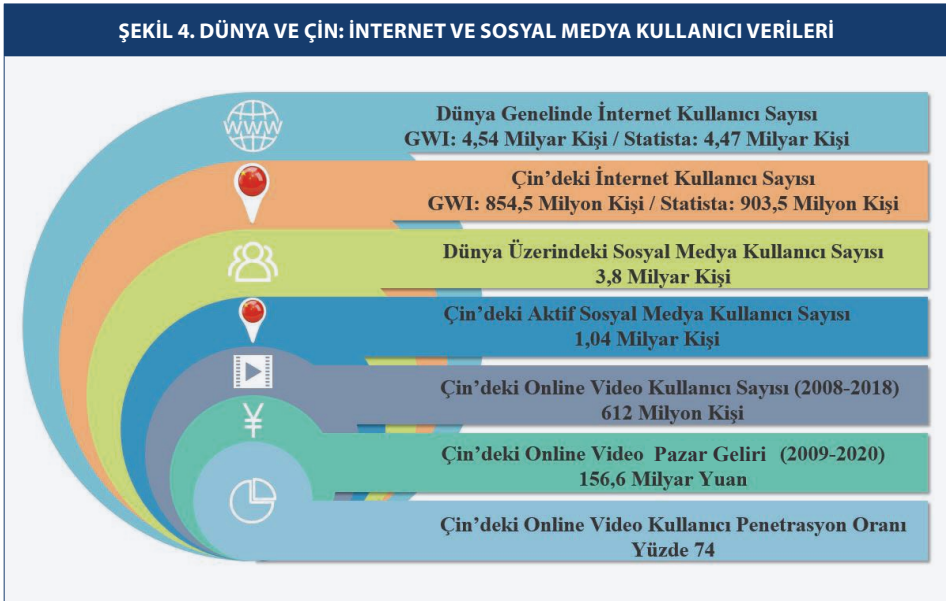 ŞEKİL 4. DÜNYA VE ÇİN: İNTERNET VE SOSYAL MEDYA KULLANICI VERİLERİ
WWW
Dünya Genelinde İnternet Kullanıcı Sayısı
GWI: 4,54 Milyar Kişi / Statista: 4,47 Milyar Kişi
Çin’deki İnternet Kullanıcı Sayısı
GWI: 854,5 Milyon Kişi / Statista: 903,5 Milyon Kişi
Dünya Üzerindeki Sosyal Medya Kullanıcı Sayısı
3,8 Milyar Kişi
Çin’deki Aktif Sosyal Medya Kullanıcı Sayısı
1,04 Milyar Kişi
Çin’deki Online Video Kullanıcı Sayısı (2008-2018)
612 Milyon Kişi
¥
Çin’deki Online Video Pazar Geliri (2009-2020)
156,6 Milyar Yuan
Çin’deki Online Video Kullanıcı Penetrasyon Oranı
Yüzde 74